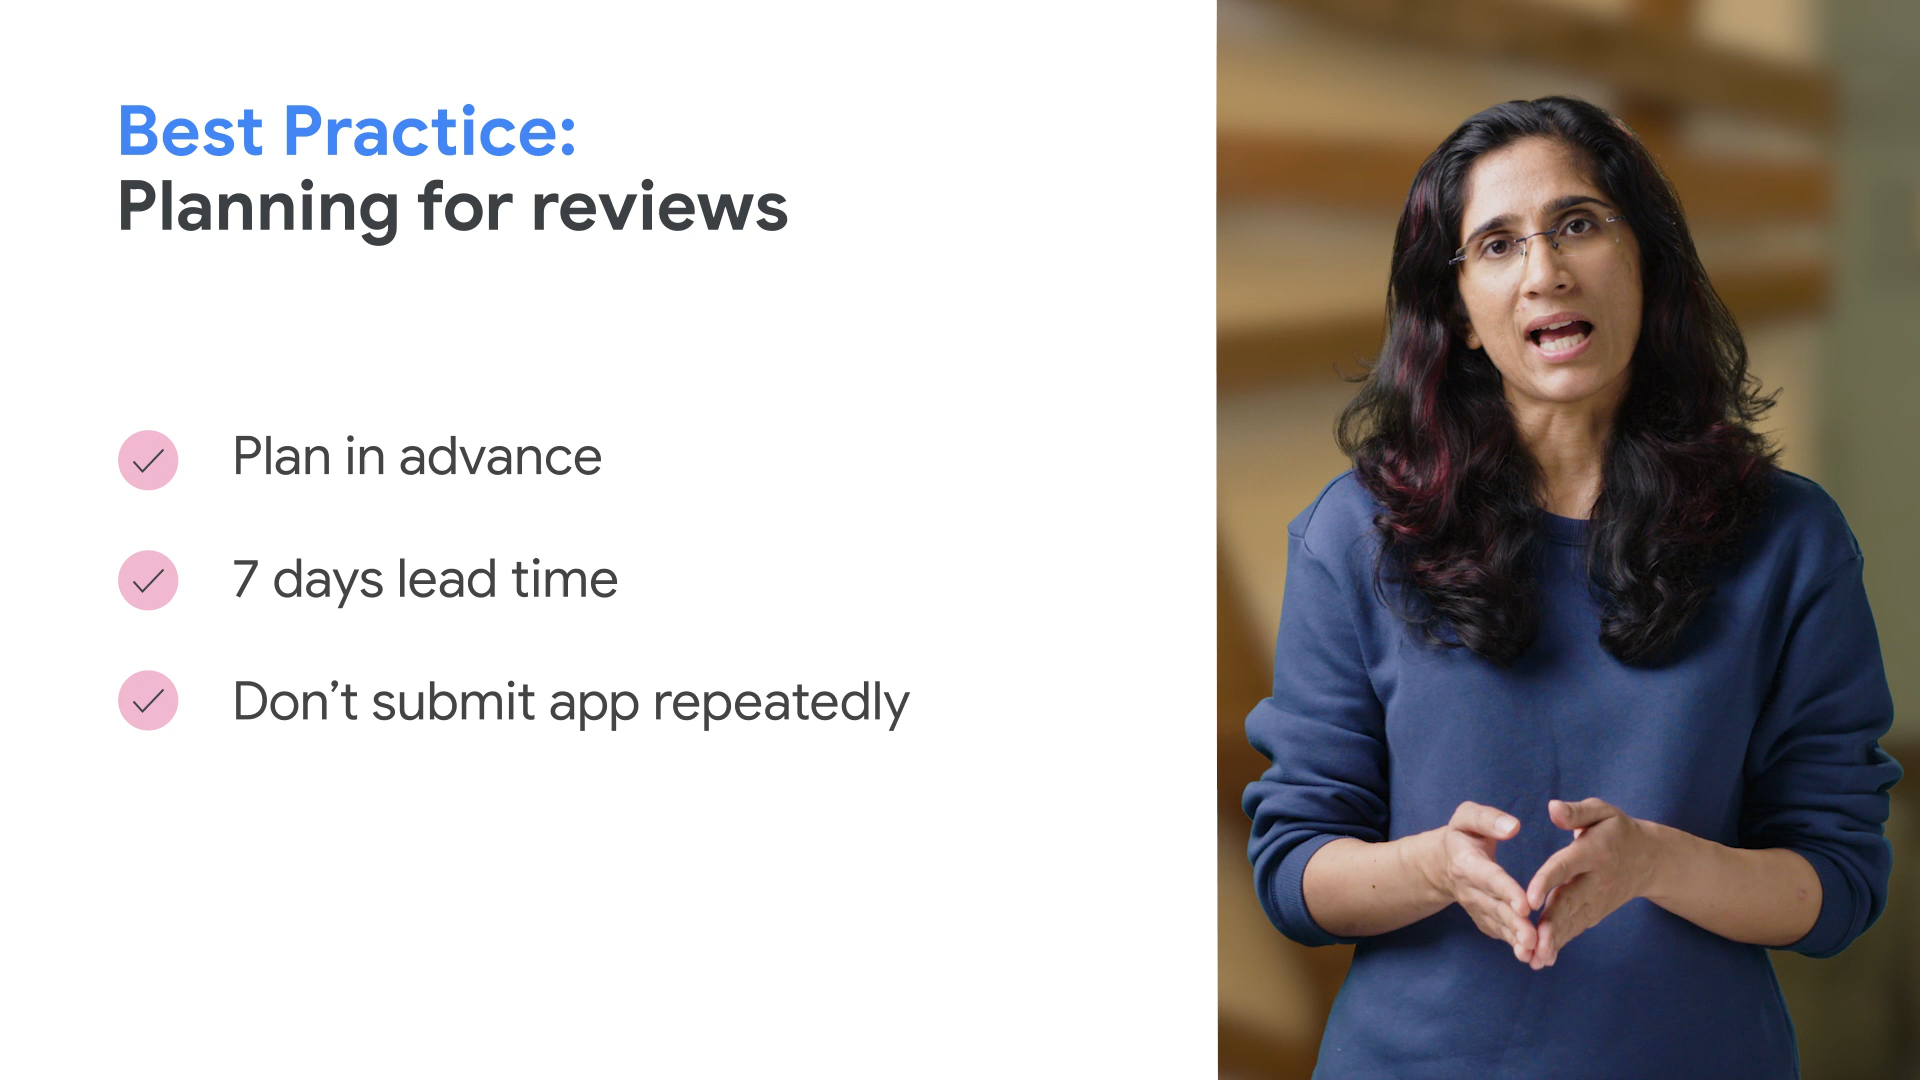 Best Practice:
Planning for reviews
Plan in advance
7 days lead time
Don’t submit app repeatedly